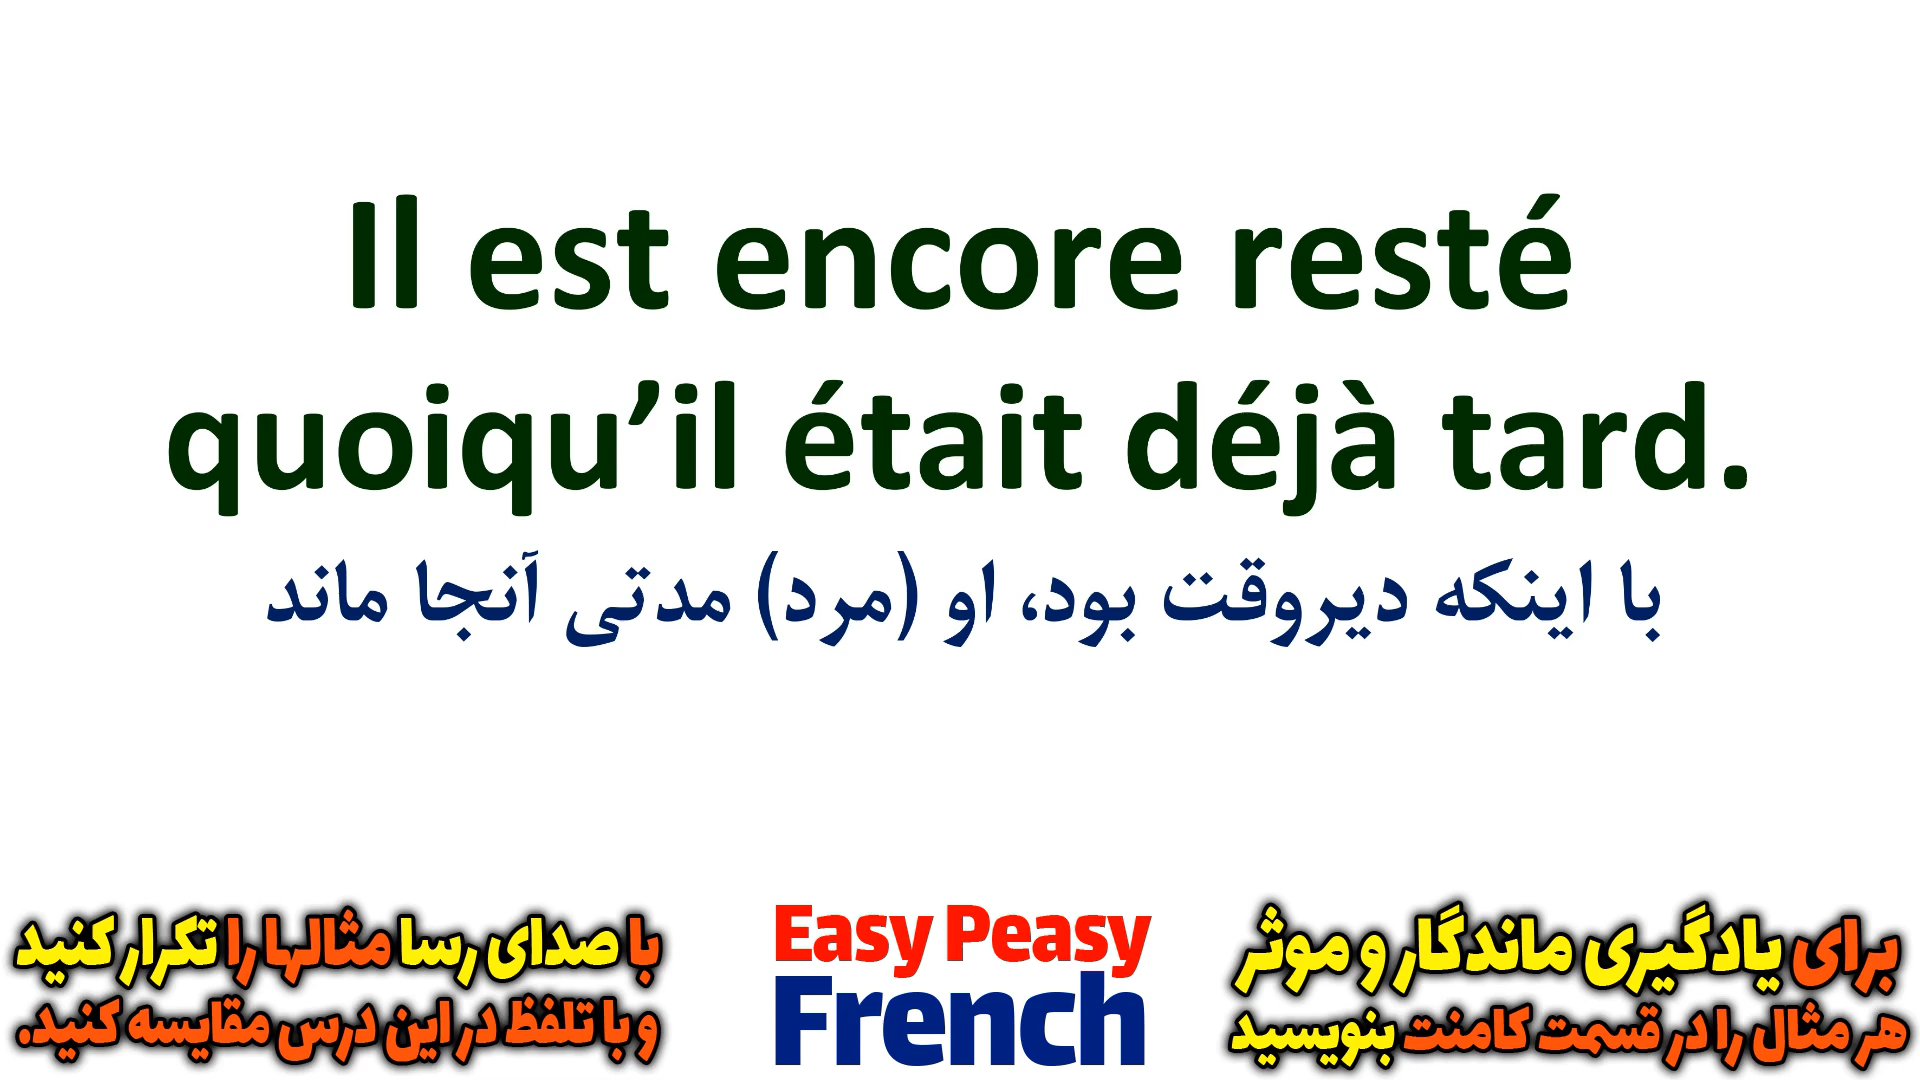 Il est encore resté
quoiqu’il était déjà tard.
با اینکه دیروقت بود، او (مرد) مدتی آنجا ماند
با صدای رسا مثالها را تکرار کنید
و با تلفظ در این درس مقایسه کنید.
Easy Peasy
French
برای یادگیری ماندگار و موثر
هر مثال را در قسمت کامنت بنویسید